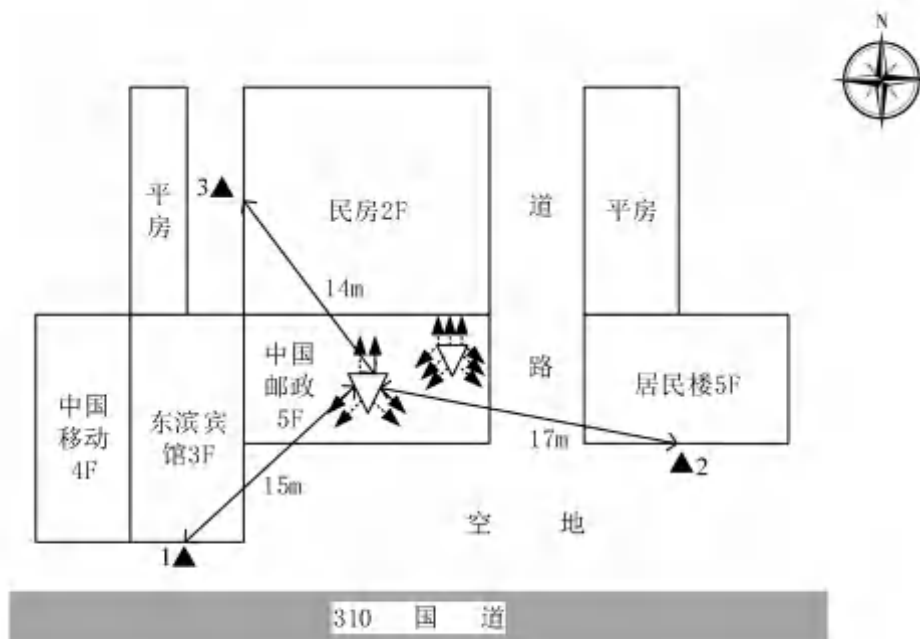 N
平
房
3▲
民房2F
道
平房
14m
中国
邮政
5F
路
居民楼5F
中国
移动
4F
东滨宾
馆3F
17m
▲2
15m
空 地
1▲
310 国 道